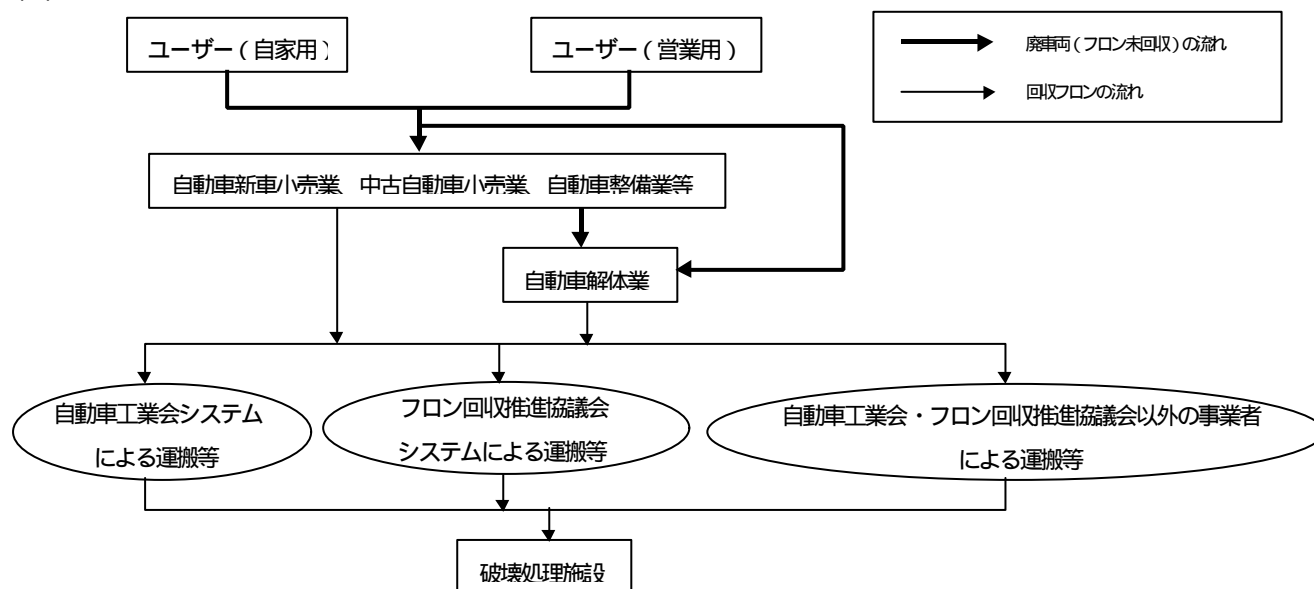 ユーザー（自家用）
ユーザー（営業用）
廃車両（フロン未回収）の流れ
回収フロンの流れ
自動車新車小売業、中古自動車小売業、自動車整備業等
自動車解体業
自動車工業会システム
による運搬等
フロン回収推進協議会
システムによる運搬等
自動車工業会・フロン回収推進協議会以外の事業者
による運搬等
破壊処理施設